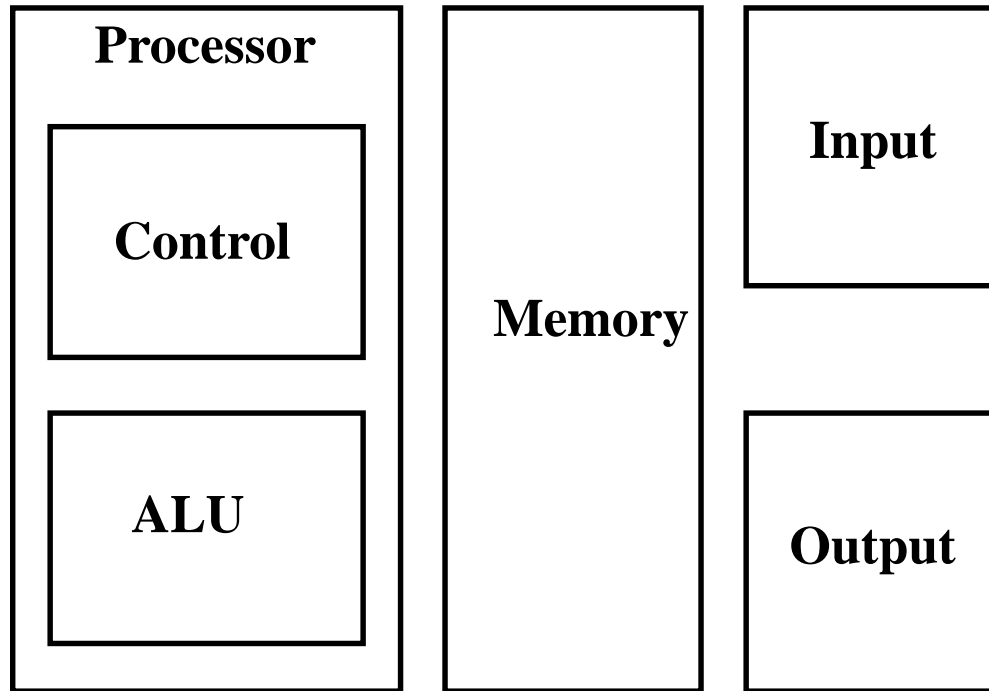 Processor
Control
ALU
Memory
Input
Output